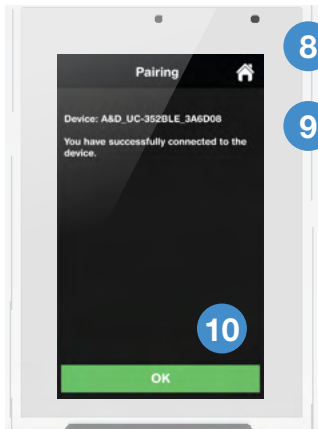 8
Pairing
9
Device: A&D_UC-352BLE_3A6D08
You have successfully connected to the
device.
10
OK